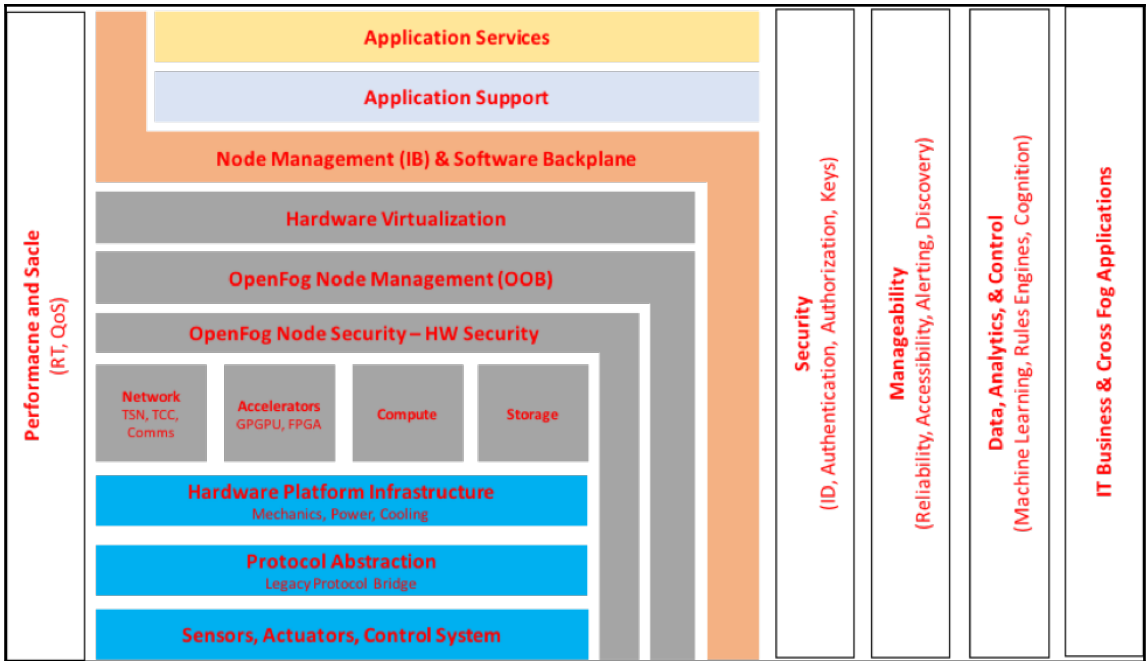 Performacne and Sacle
(RT, QoS)
Application Services
Application Support
Node Management (IB) & Software Backplane
Hardware Virtualization
OpenFog Node Management (OOB)
OpenFog Node Security – HW Security
Network
TSN, TCC,
Comms
Accelerators
GPGPU, FPGA
Compute
Storage
Hardware Platform Infrastructure
Mechanics, Power, Cooling
Protocol Abstraction
Legacy Protocol Bridge
Sensors, Actuators, Control System
Security
(ID, Authentication, Authorization, Keys)
Manageability
(Reliability, Accessibility, Alerting, Discovery)
Data, Analytics, & Control
(Machine Learning, Rules Engines, Cognition)
IT Business & Cross Fog Applications